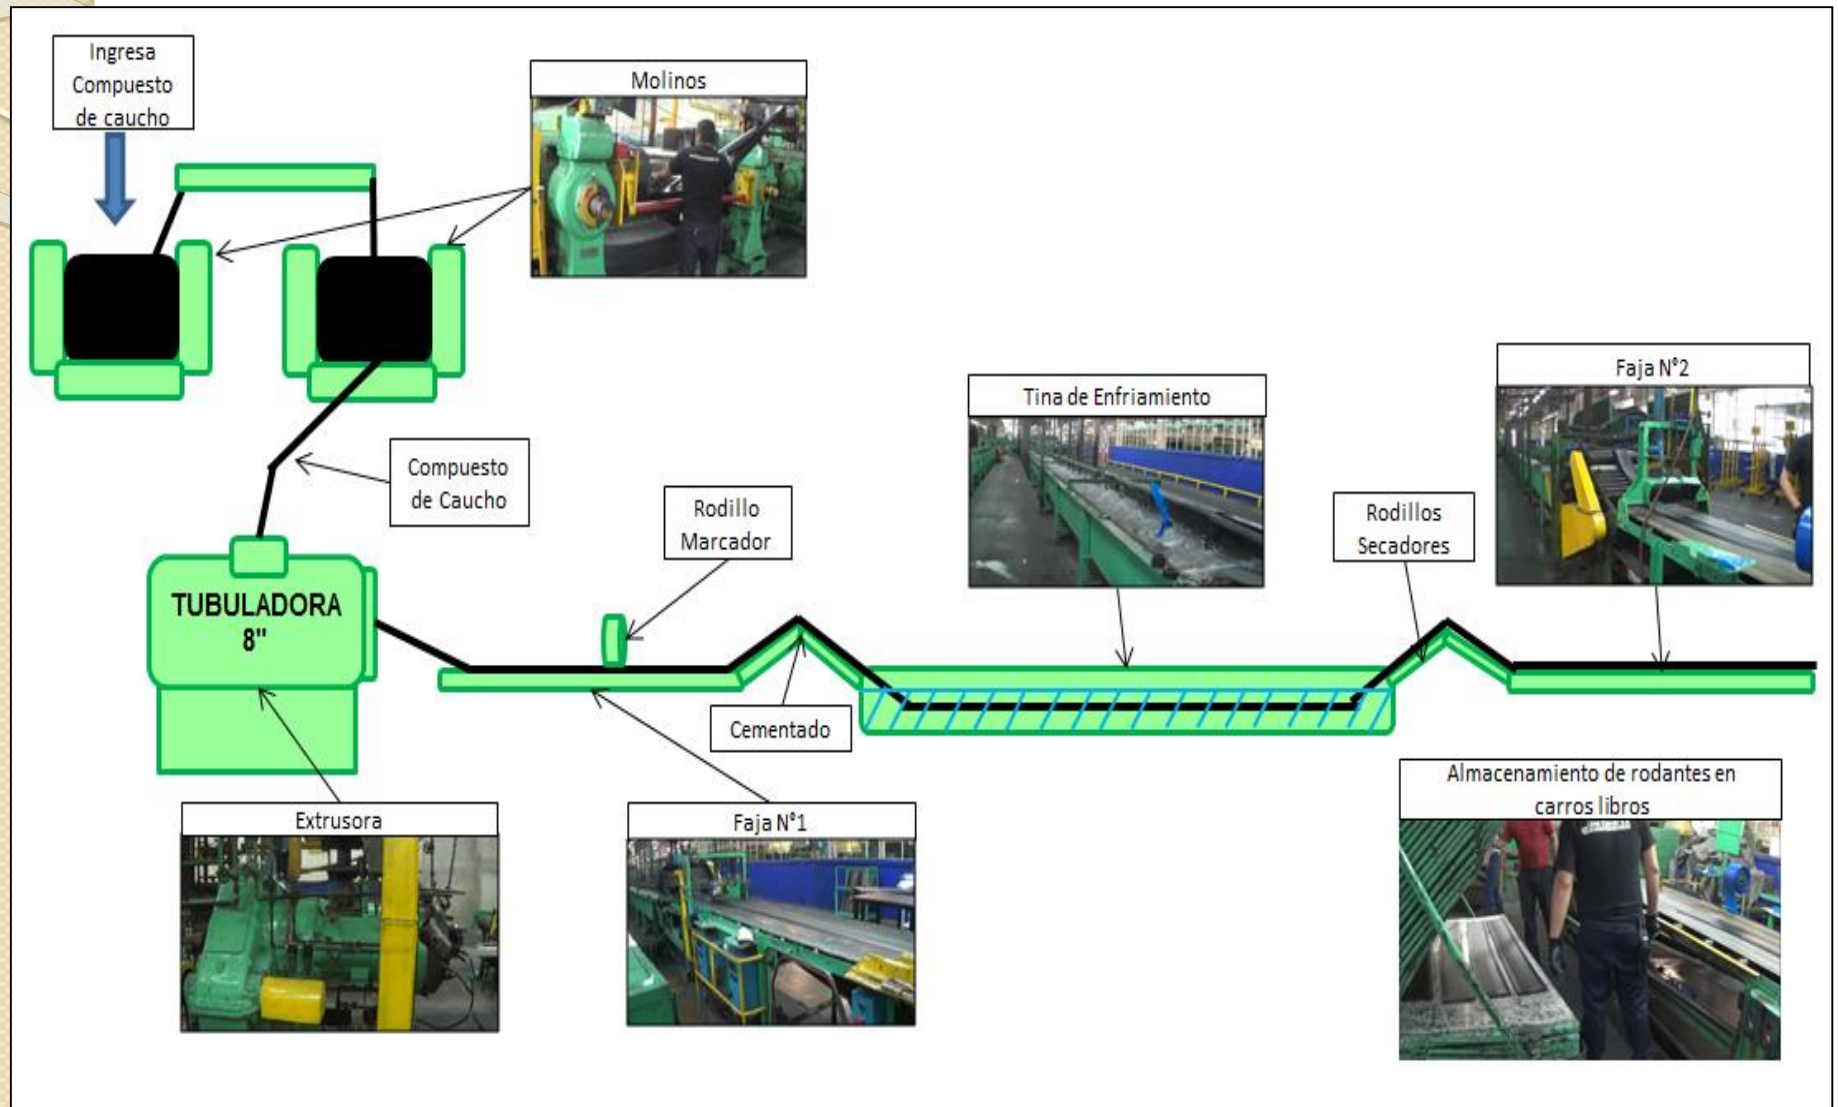 Ingresa
Compuesto
de caucho
Molinos
Faja N°2
Tina de Enfriamiento
Compuesto
de Caucho
Rodillo
Marcador
Rodillos
Secadores
TUBULADORA
8"
Cementado
Almacenamiento de rodantes en
carros libros
Extrusora
Faja N°1